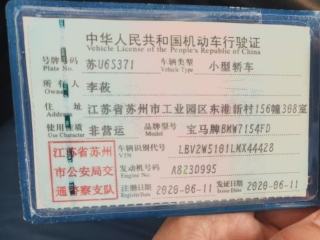 中华人民共和国机动车行驶证
Vehicle License of the People's Republic of China
号牌号码 苏U6S371 车辆类型 小型轿车
Plate No. Vehicle Type
所有人 李莜
Owner
住址 江苏省苏州市工业园区东港新村156幢308室
Address
使用性质 非营运 品牌型号 宝马牌BMW7154FD
Use Character Model
江苏省苏州 车辆识别代号 LBV2W5101LMX44428
VIN
市公安局交 发动机号码 A823D995
Engine No.
通警察支队 注册日期 2020-06-11 发证日期 2020-06-11
Register Date Issue Date